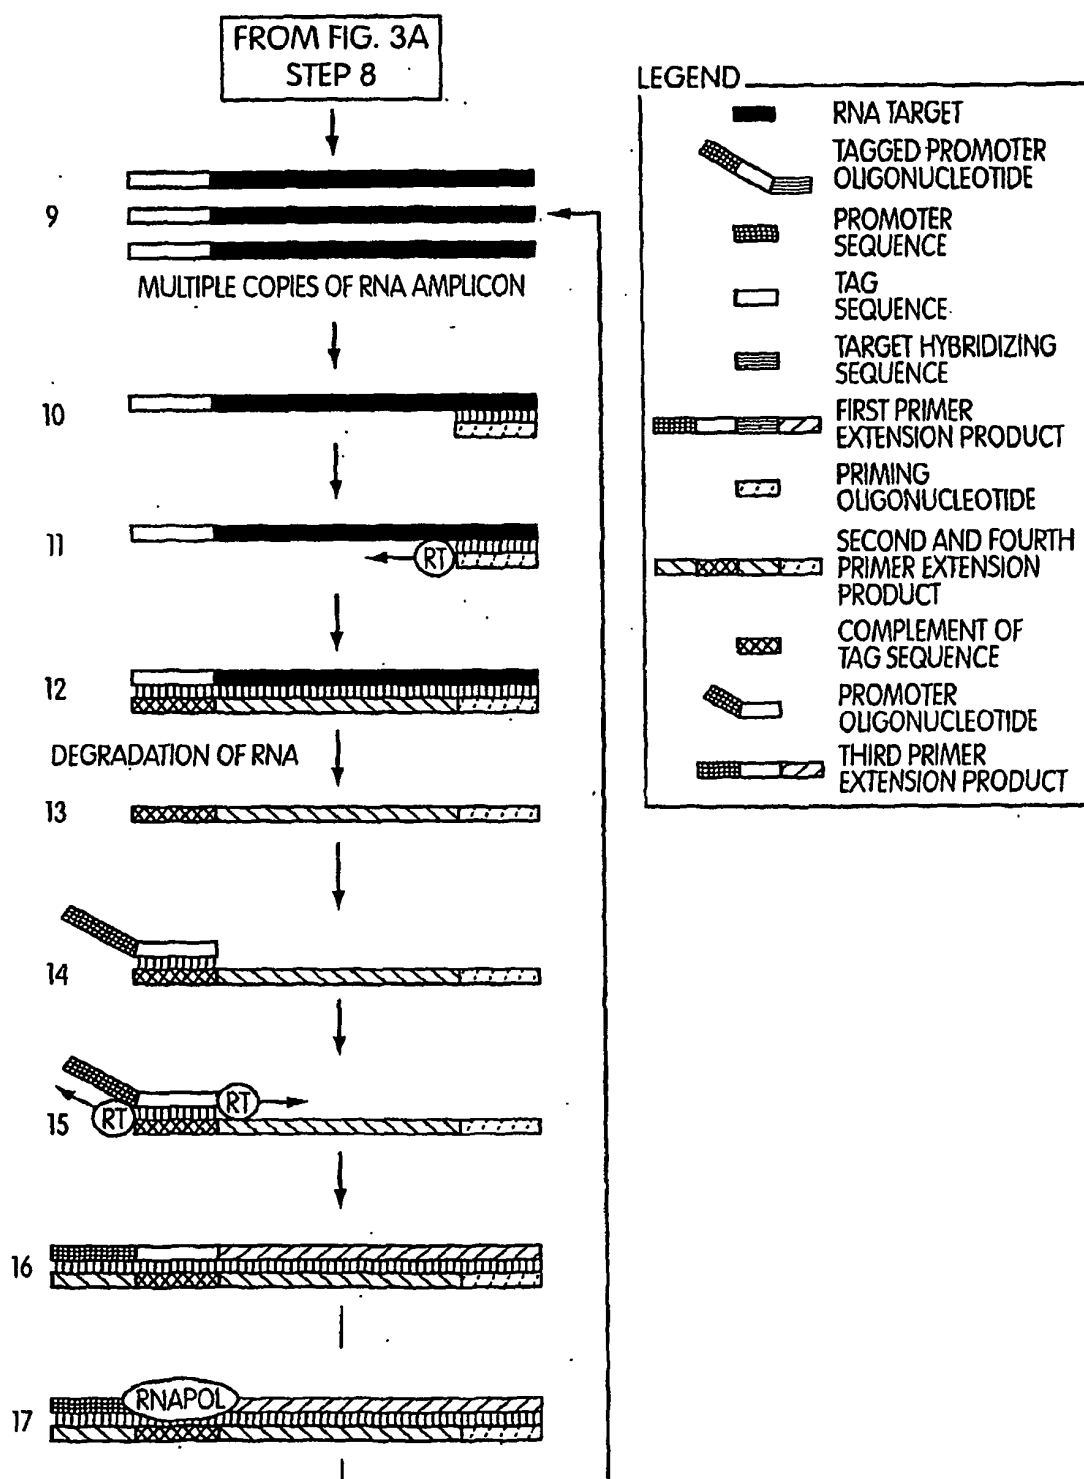 FROM FIG. 3A
STEP 8
9
MULTIPLE COPIES OF RNA AMPLICON
10
11
RT
12
DEGRADATION OF RNA
13
14
15
RT
RT
16
17
RNAPOL
LEGEND
RNA TARGET
TAGGED PROMOTER
OLIGONUCLEOTIDE
PROMOTER
SEQUENCE
TAG
SEQUENCE
TARGET HYBRIDIZING
SEQUENCE
FIRST PRIMER
EXTENSION PRODUCT
PRIMING
OLIGONUCLEOTIDE
SECOND AND FOURTH
PRIMER EXTENSION
PRODUCT
COMPLEMENT OF
TAG SEQUENCE
PROMOTER
OLIGONUCLEOTIDE
THIRD PRIMER
EXTENSION PRODUCT